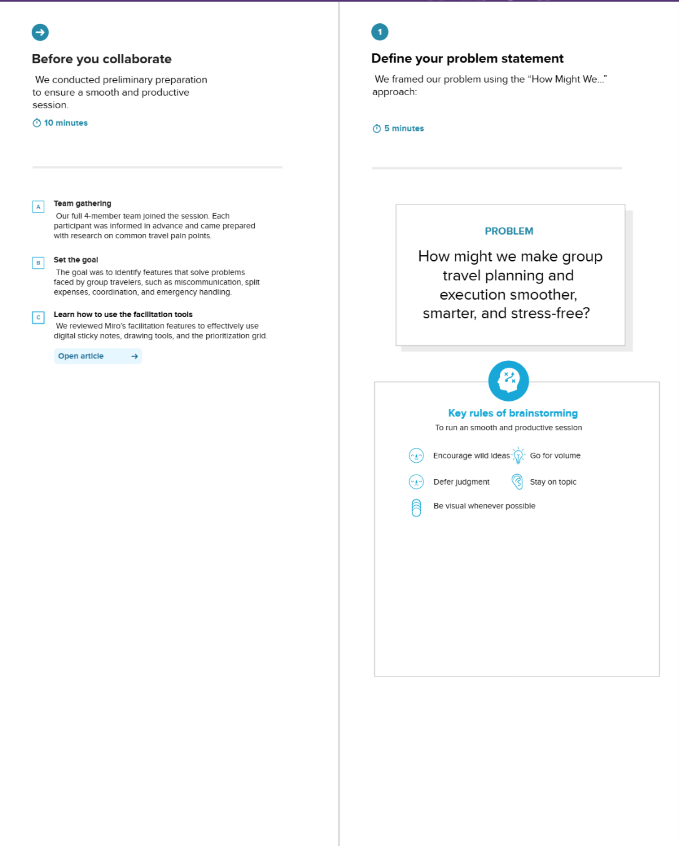 Before you collaborate
We conducted preliminary preparation
to ensure a smooth and productive
session.
10 minutes
A
Team gathering
Our full 4-member team joined the session. Each
participant was informed in advance and came prepared
with research on common travel pain points.
B
Set the goal
The goal was to identify features that solve problems
faced by group travelers, such as miscommunication, split
expenses, coordination, and emergency handling.
C
Learn how to use the facilitation tools
We reviewed Miro's facilitation features to effectively use
digital sticky notes, drawing tools, and the prioritization grid.
Open article
1
Define your problem statement
We framed our problem using the “How Might We...”
approach:
5 minutes
PROBLEM
How might we make group
travel planning and
execution smoother,
smarter, and stress-free?
Key rules of brainstorming
To run an smooth and productive session
Encourage wild ideas
Go for volume
Defer judgment
Stay on topic
Be visual whenever possible